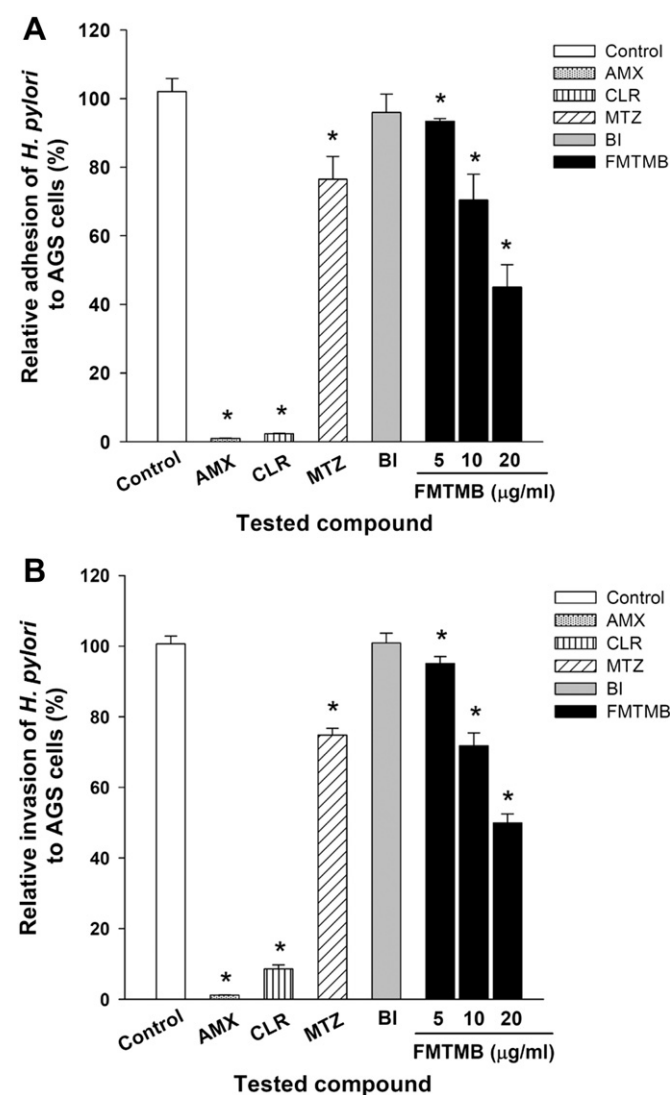 A
Relative adhesion of H. pylori
to AGS cells (%)
120
100
80
60
40
20
0
*
*
*
*
*
*
Control
AMX
CLR
MTZ
BI
5 10 20
FMTMB (μg/ml)
Tested compound
Control
AMX
CLR
MTZ
BI
FMTMB
B
Relative invasion of H. pylori
to AGS cells (%)
120
100
80
60
40
20
0
*
*
*
*
*
*
Control
AMX
CLR
MTZ
BI
5 10 20
FMTMB (μg/ml)
Tested compound
Control
AMX
CLR
MTZ
BI
FMTMB